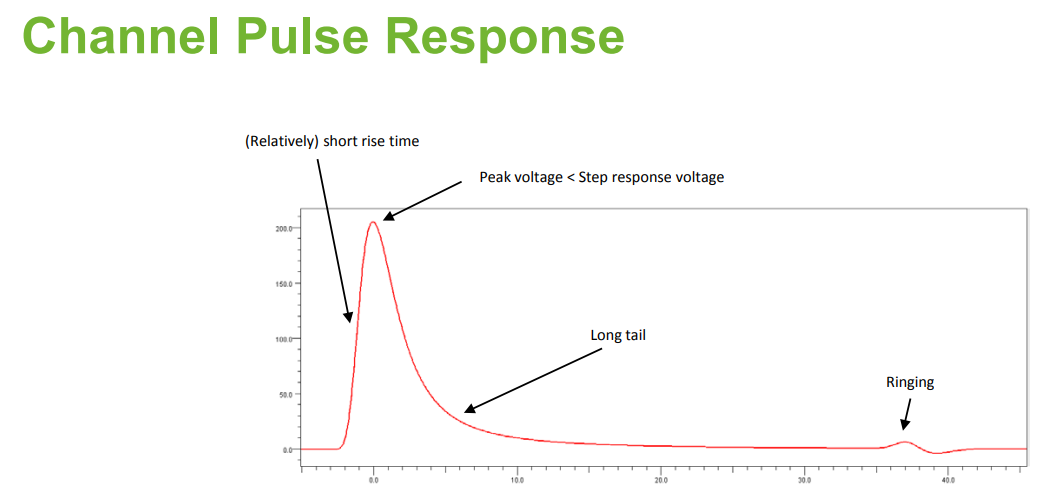 Channel Pulse Response
(Relatively) short rise time
Peak voltage < Step response voltage
200.0
150.0
Long tail
100.0
Ringing
50.0
0.0
0.0 10.0 20.0 30.0 40.0